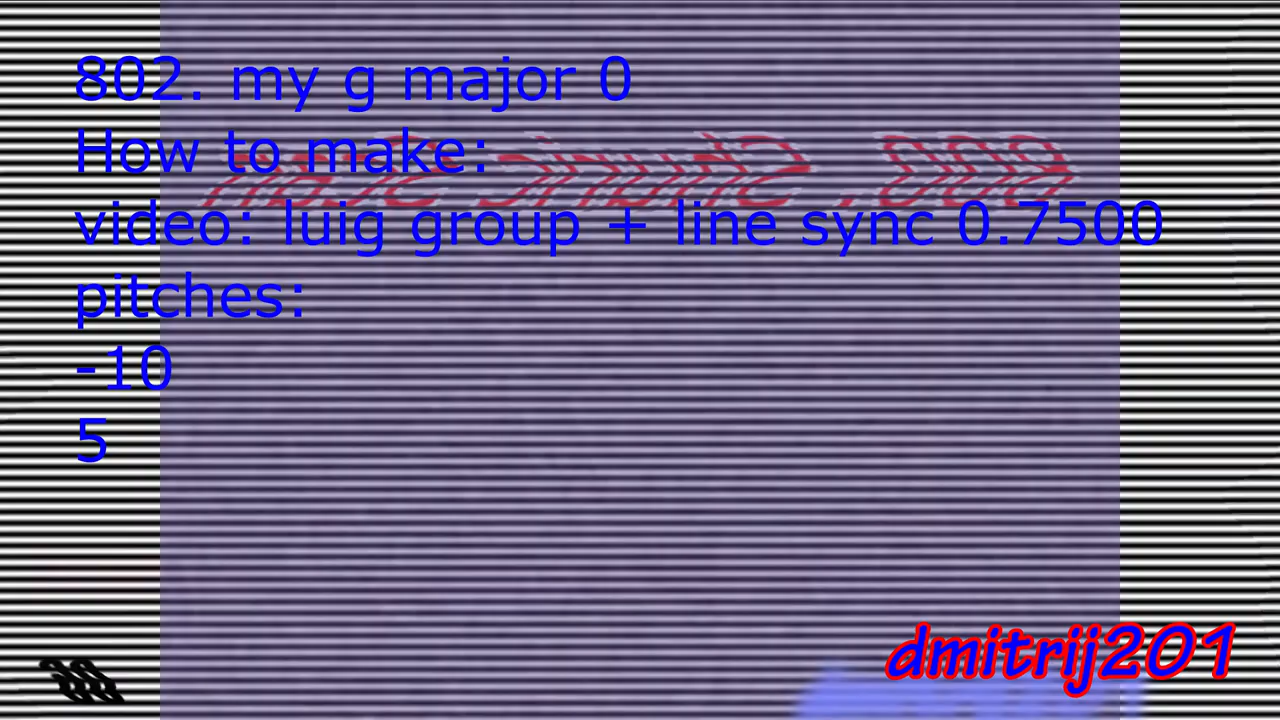 802. my g major 0
How to make:
video: luig group + line sync 0.7500
pitches:
-10
5
dmitrij201